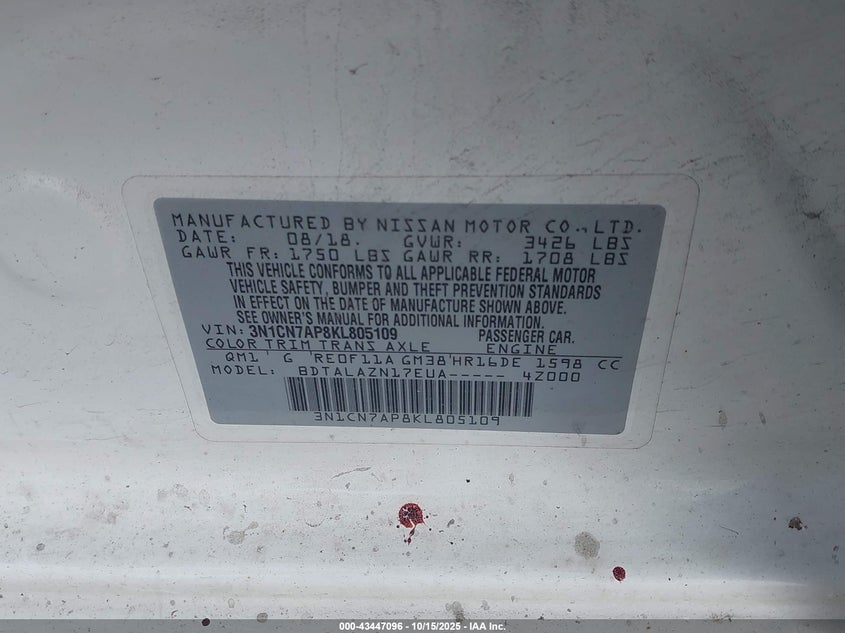 MANUFACTURED BY NISSAN MOTOR CO., LTD.
DATE: 08/18. GVWR: 3426 LBS
GAWR FR: 1750 LBS GAWR RR: 1708 LBS
THIS VEHICLE CONFORMS TO ALL APPLICABLE FEDERAL MOTOR
VEHICLE SAFETY, BUMPER AND THEFT PREVENTION STANDARDS
IN EFFECT ON THE DATE OF MANUFACTURE SHOWN ABOVE.
SEE OWNER'S MANUAL FOR ADDITIONAL INFORMATION.
VIN: 3N1CN7AP8KL805109 PASSENGER CAR.
COLOR TRIM TRANS AXLE ENGINE
QM1 G RE0F11A GM38 HR16DE 1598 CC
MODEL: BDTALAZN17EUA----- 4Z000
3N1CN7AP8KL805109
000-43447096 - 10/15/2025 - IAA Inc.